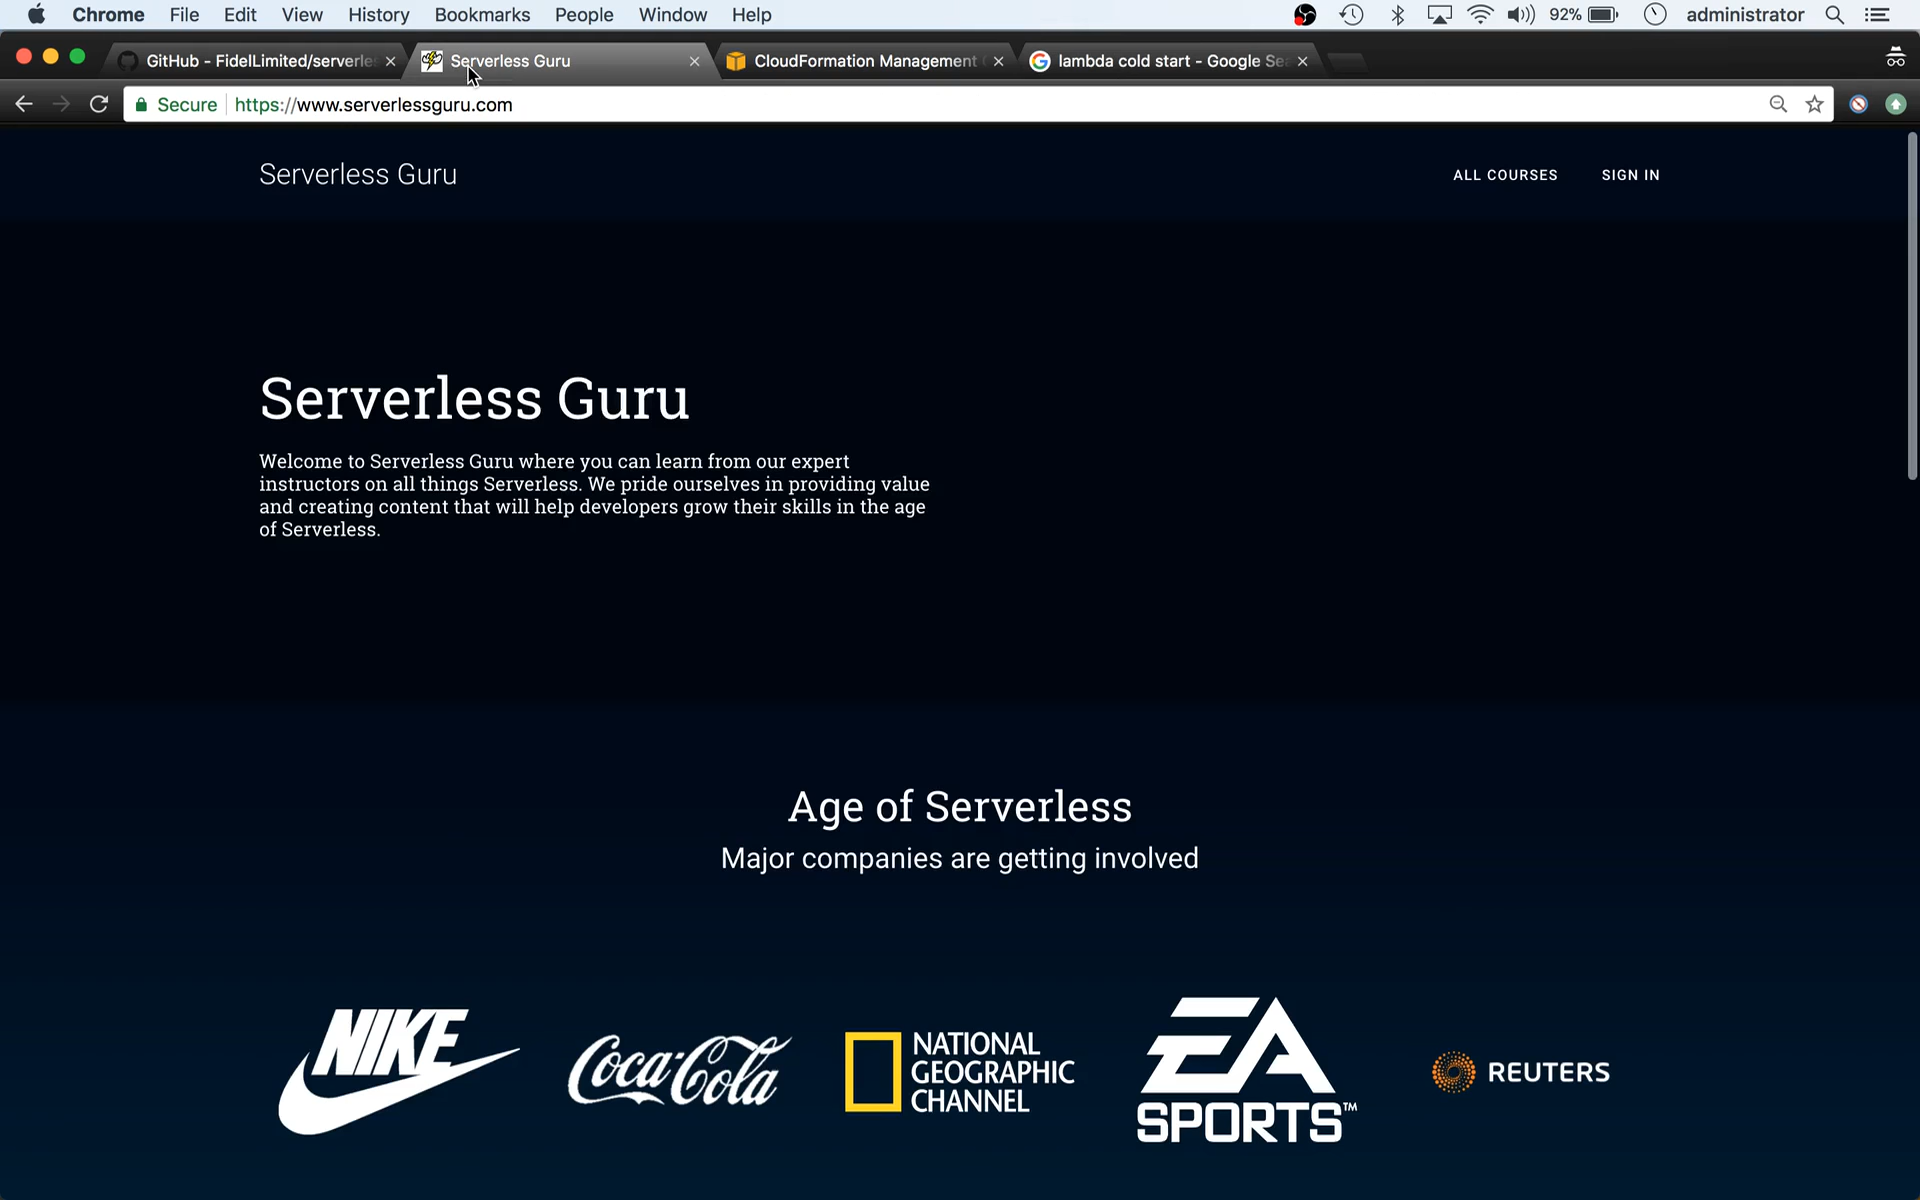 Chrome File Edit View History Bookmarks People Window Help 92% administrator
GitHub - FidelLimited/serverles Serverless Guru CloudFormation Management lambda cold start - Google Se
Secure https://www.serverlessguru.com
Serverless Guru ALL COURSES SIGN IN
Serverless Guru
Welcome to Serverless Guru where you can learn from our expert
instructors on all things Serverless. We pride ourselves in providing value
and creating content that will help developers grow their skills in the age
of Serverless.
Age of Serverless
Major companies are getting involved
NIKE
Coca-Cola
NATIONAL
GEOGRAPHIC
CHANNEL
EA
SPORTS™
REUTERS